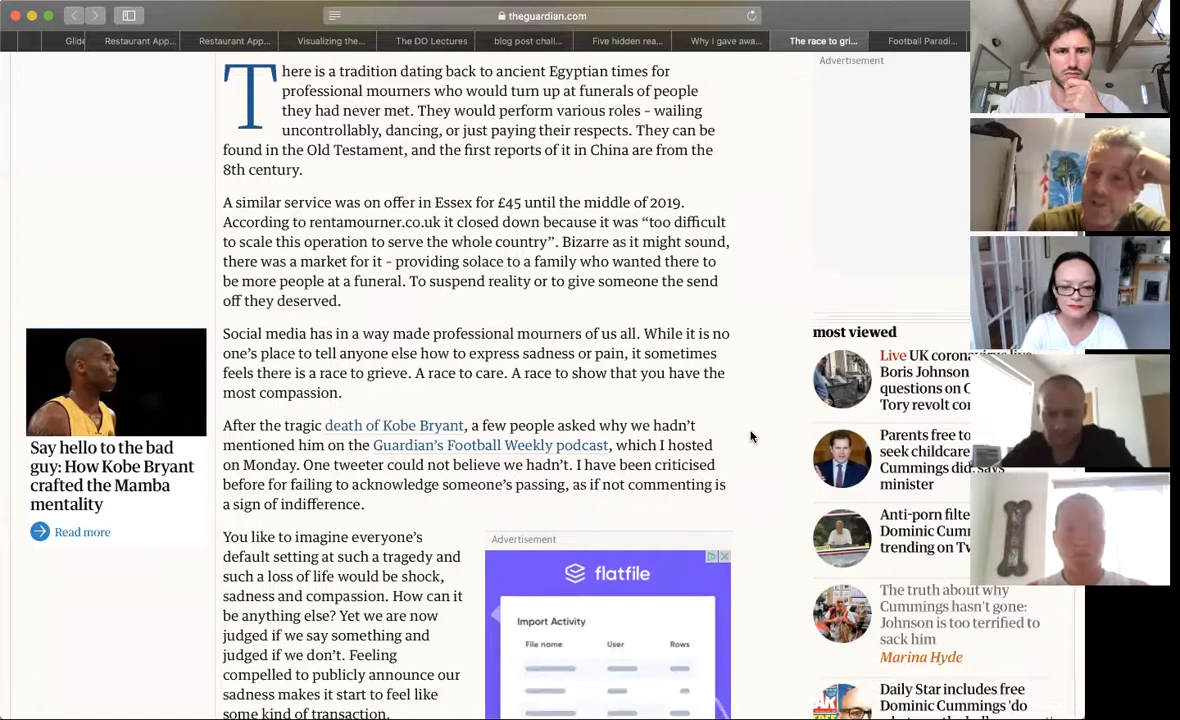 theguardian.com
Glide
Restaurant App...
Restaurant App...
Visualizing the...
The DO Lectures
blog post chall...
Five hidden rea...
Why I gave awa...
The race to gri...
Football Paradi...
There is a tradition dating back to ancient Egyptian times for
professional mourners who would turn up at funerals of people
they had never met. They would perform various roles – wailing
uncontrollably, dancing, or just paying their respects. They can be
found in the Old Testament, and the first reports of it in China are from the
8th century.
A similar service was on offer in Essex for £45 until the middle of 2019.
According to rentamourner.co.uk it closed down because it was “too difficult
to scale this operation to serve the whole country”. Bizarre as it might sound,
there was a market for it – providing solace to a family who wanted there to
be more people at a funeral. To suspend reality or to give someone the send
off they deserved.
Social media has in a way made professional mourners of us all. While it is no
one’s place to tell anyone else how to express sadness or pain, it sometimes
feels there is a race to grieve. A race to care. A race to show that you have the
most compassion.
After the tragic death of Kobe Bryant, a few people asked why we hadn’t
mentioned him on the Guardian’s Football Weekly podcast, which I hosted
on Monday. One tweeter could not believe we hadn’t. I have been criticised
before for failing to acknowledge someone’s passing, as if not commenting is
a sign of indifference.
You like to imagine everyone’s
default setting at such a tragedy and
such a loss of life would be shock,
sadness and compassion. How can it
be anything else? Yet we are now
judged if we say something and
judged if we don’t. Feeling
compelled to publicly announce our
sadness makes it start to feel like
some kind of transaction.
Say hello to the bad
guy: How Kobe Bryant
crafted the Mamba
mentality
Read more
Advertisement
flatfile
Import Activity
File name User Rows
Advertisement
most viewed
Live UK coronavirus live
Boris Johnson
questions on C
Tory revolt con
Parents free to
seek childcare
Cummings did, says
minister
Anti-porn filte
Dominic Cumm
trending on Tw
The truth about why
Cummings hasn't gone:
Johnson is too terrified to
sack him
Marina Hyde
Daily Star includes free
Dominic Cummings 'do